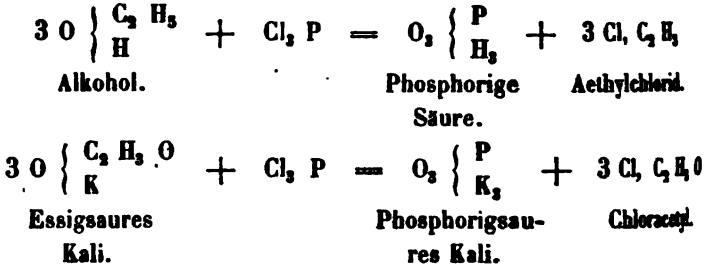 3 O { C₂ H₅ / H + Cl₃ P = O₃ { P / H₃ + 3 Cl, C₂ H₅
Alkohol. Phosphorige Aethylchlorid.
Säure.
3 O { C₂ H₃ O / K + Cl₃ P = O₃ { P / K₃ + 3 Cl, C₂ H₃ O
Essigsaures Phosphorigsau- Chloracetyl.
Kali. res Kali.